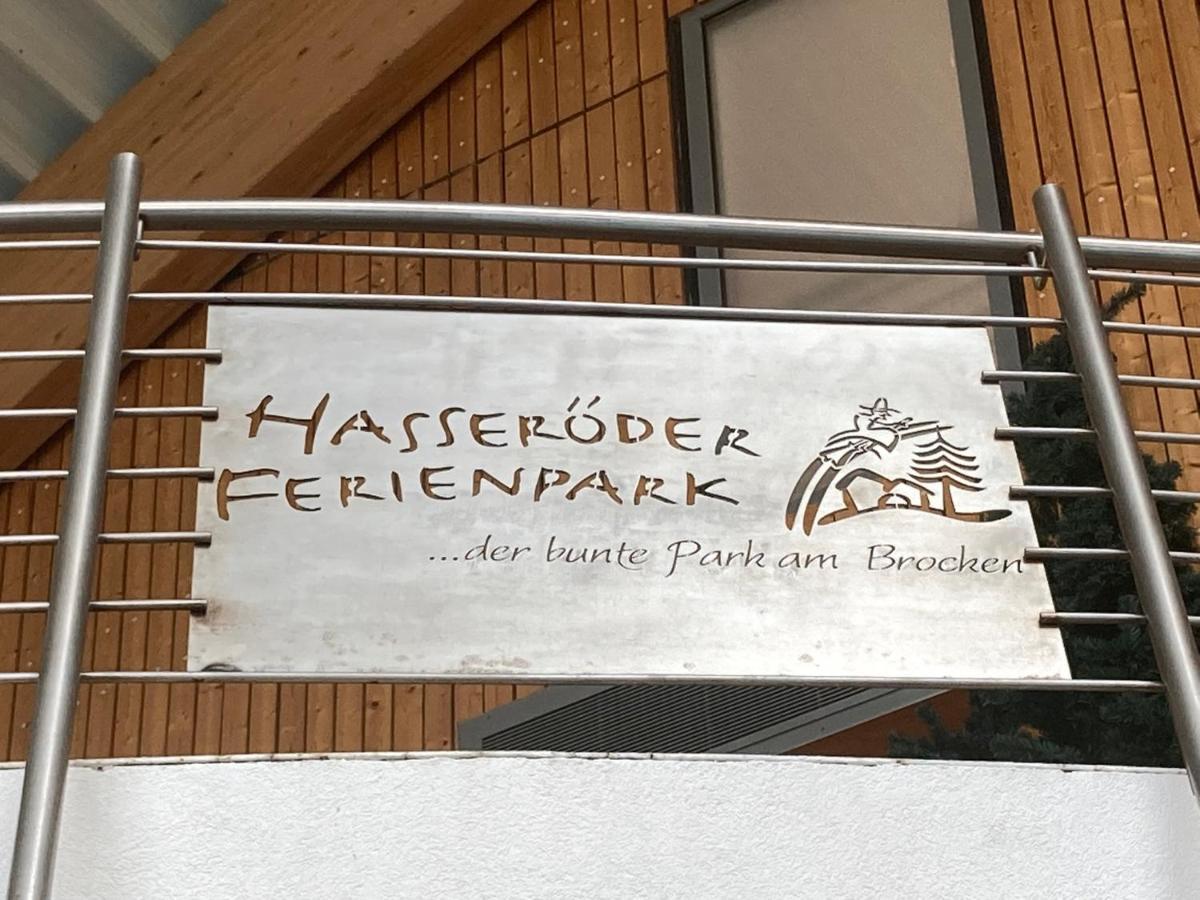 HASSERÖDER
FERIENPARK
...der bunte Park am Brocken